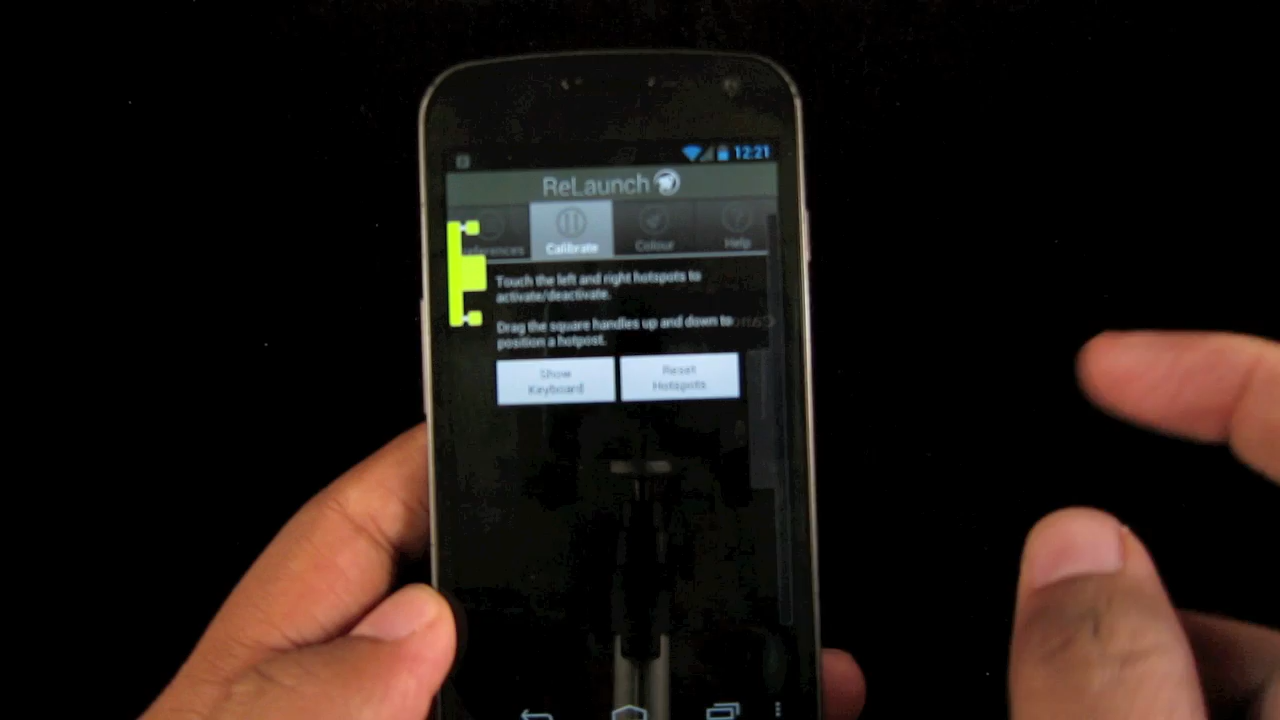 12:21
ReLaunch
Calibrate
Colour
Help
Touch the left and right hotspots to
activate/deactivate.
Drag the square handles up and down to
position a hotpost.
Show
Keyboard
Reset
Hotspots